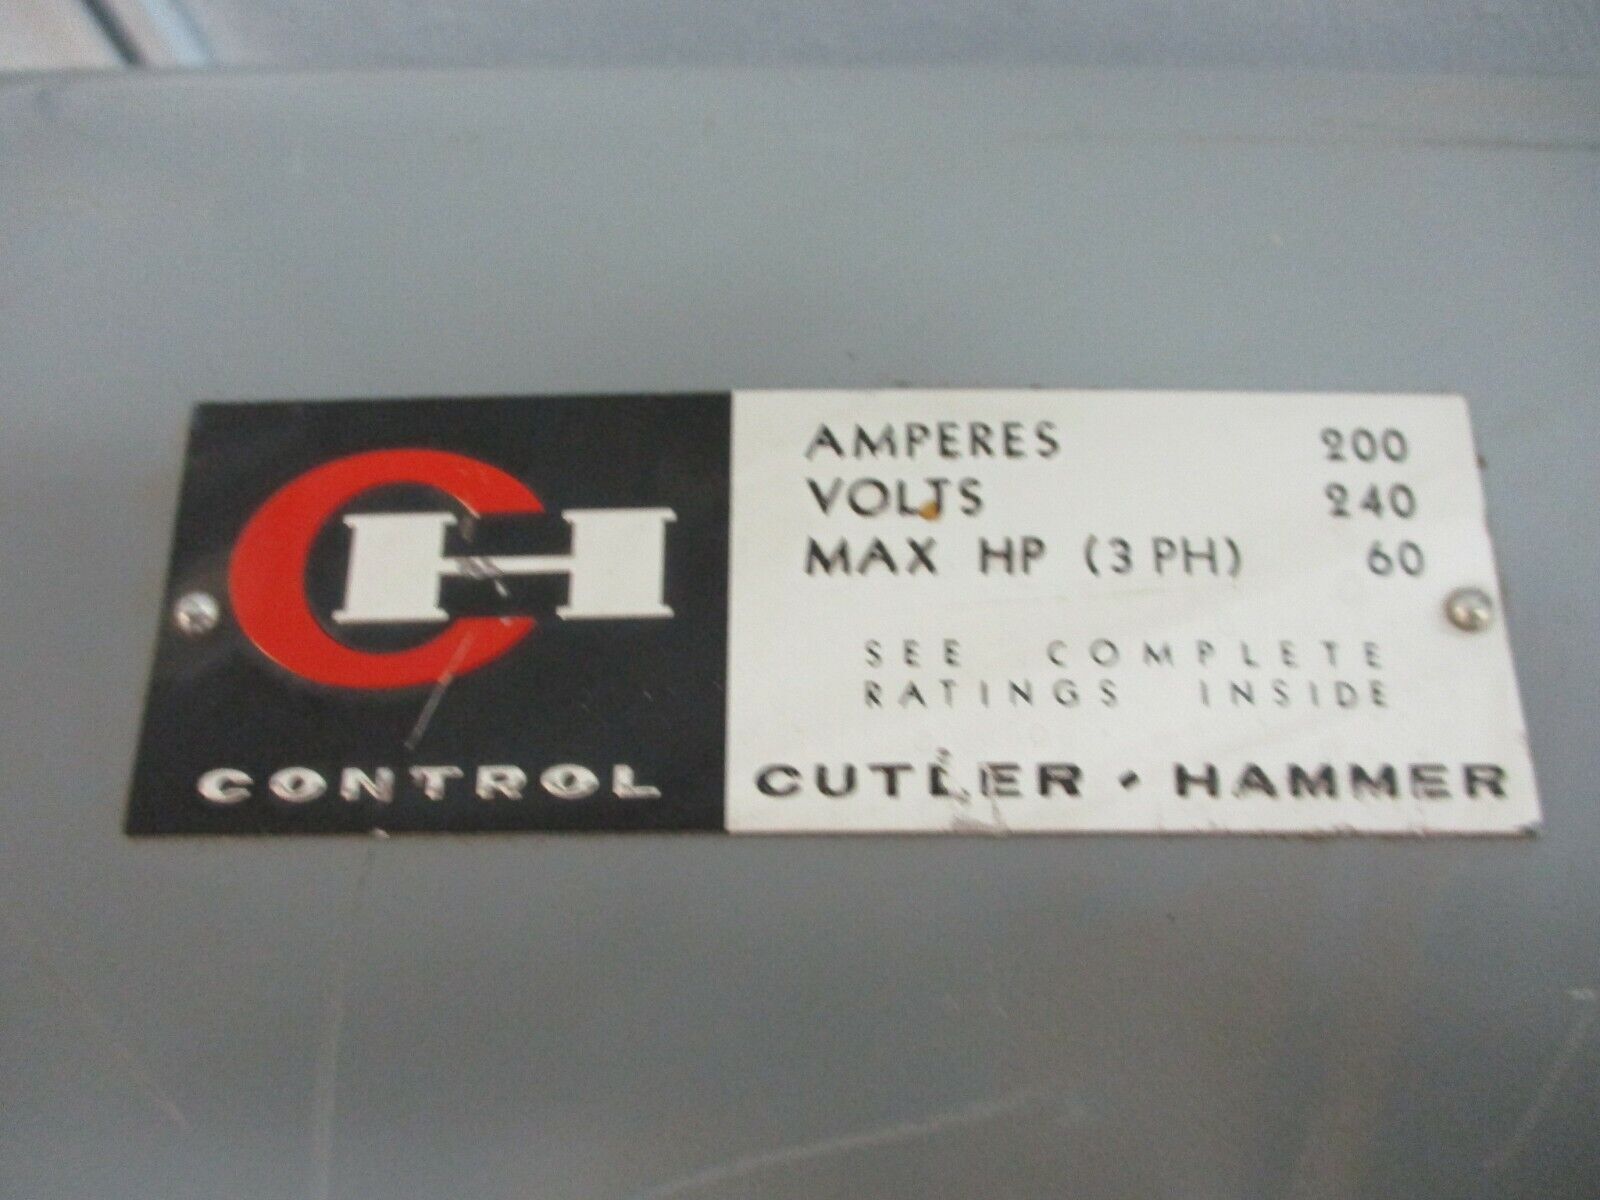 CH
CONTROL
AMPERES 200
VOLTS 240
MAX HP (3 PH) 60
SEE COMPLETE
RATINGS INSIDE
CUTLER • HAMMER